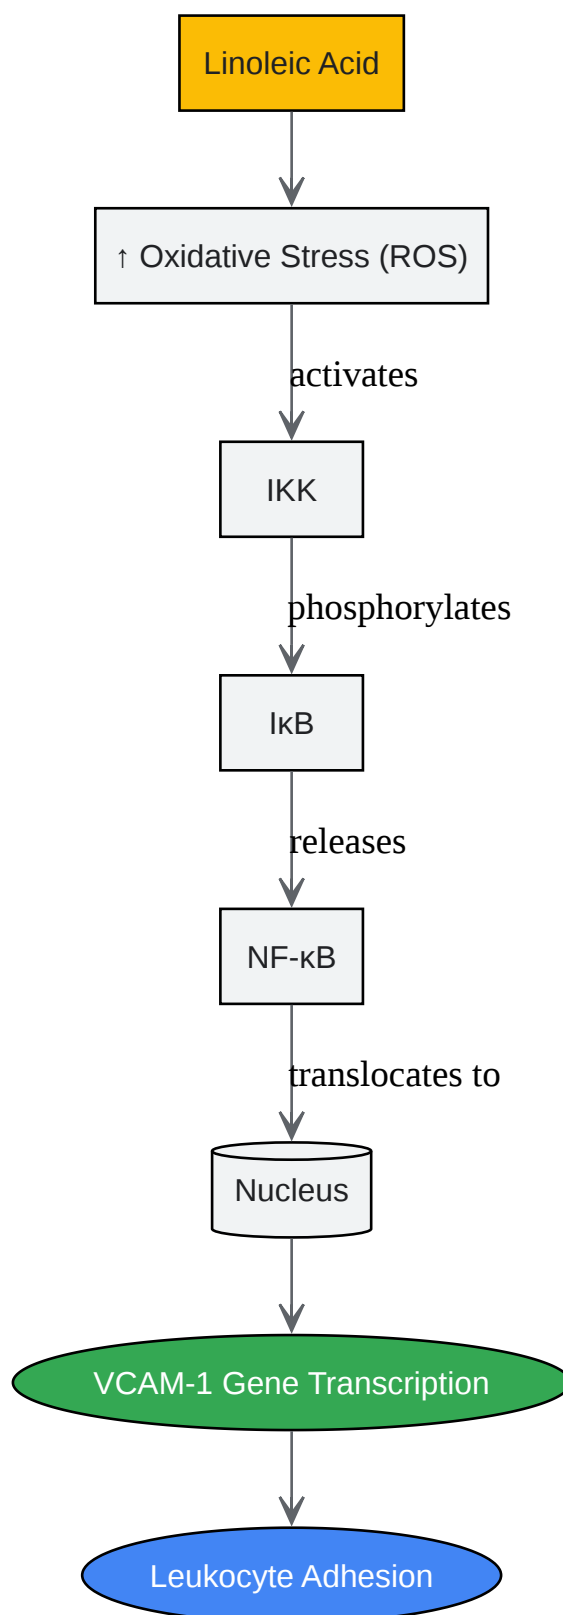 Linoleic Acid
↑ Oxidative Stress (ROS)
activates
IKK
phosphorylates
IκB
releases
NF-κB
translocates to
Nucleus
VCAM-1 Gene Transcription
Leukocyte Adhesion